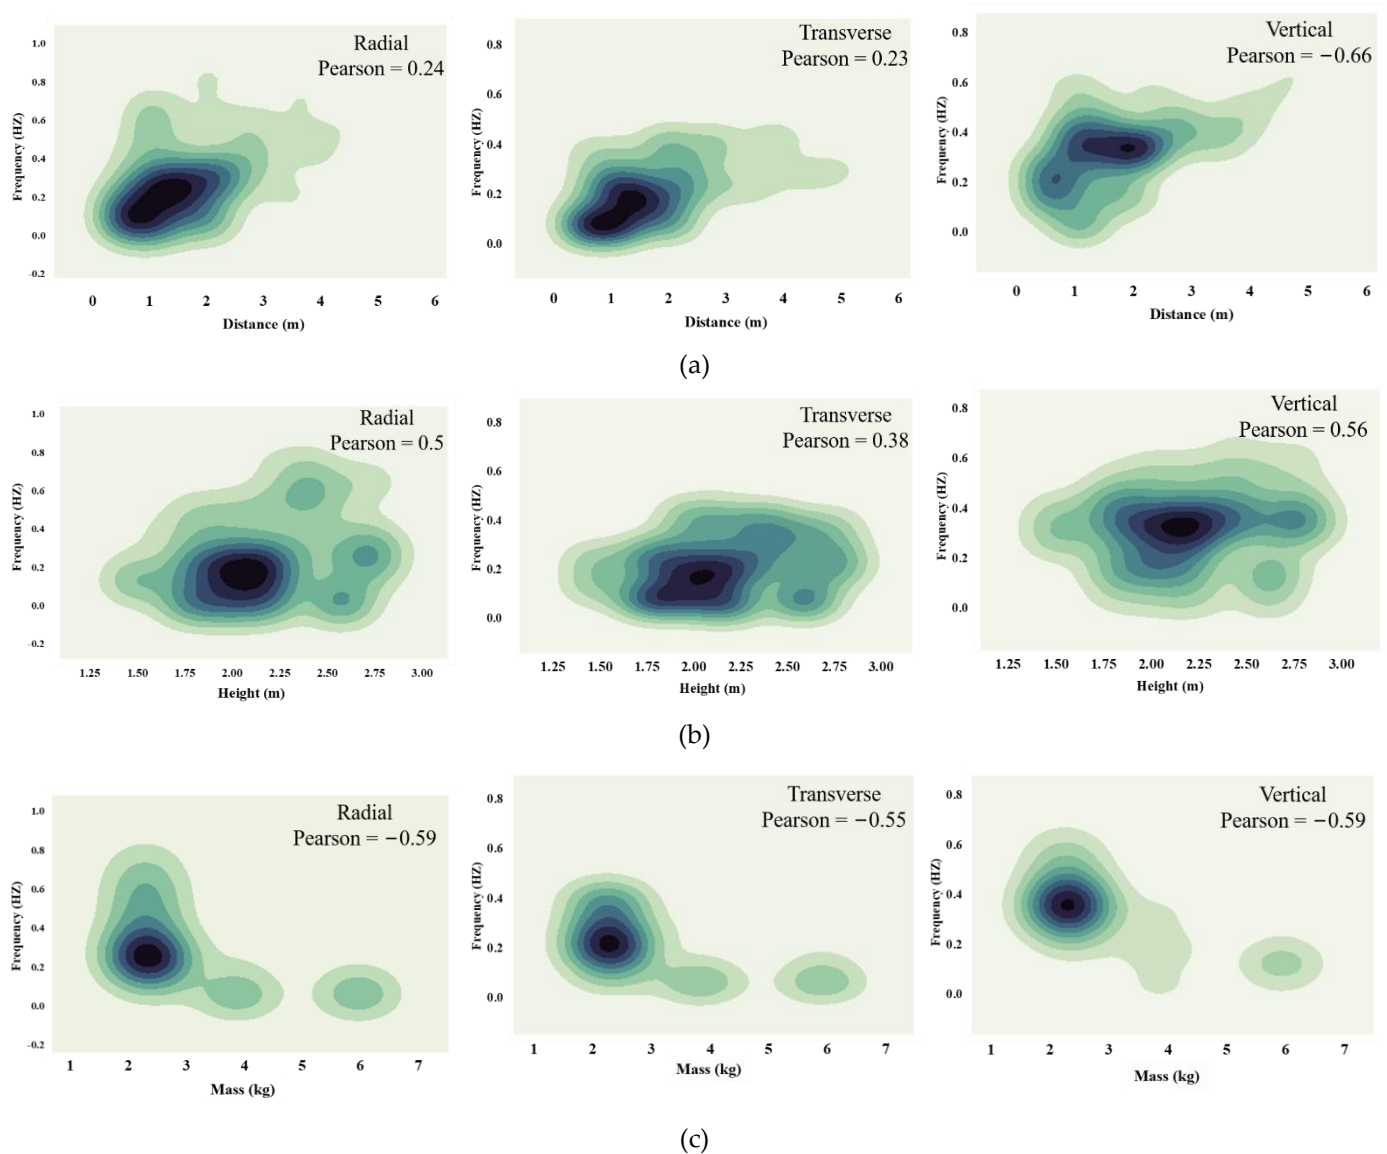 Radial
Pearson = 0.24
Frequency (HZ)
1.0
0.8
0.6
0.4
0.2
0.0
-0.2
0 1 2 3 4 5 6
Distance (m)
Transverse
Pearson = 0.23
Frequency (HZ)
0.8
0.6
0.4
0.2
0.0
0 1 2 3 4 5 6
Distance (m)
Vertical
Pearson = −0.66
Frequency (HZ)
0.8
0.6
0.4
0.2
0.0
0 1 2 3 4 5 6
Distance (m)
(a)
Radial
Pearson = 0.5
Frequency (HZ)
1.0
0.8
0.6
0.4
0.2
0.0
-0.2
1.25 1.50 1.75 2.00 2.25 2.50 2.75 3.00
Height (m)
Transverse
Pearson = 0.38
Frequency (HZ)
0.8
0.6
0.4
0.2
0.0
1.25 1.50 1.75 2.00 2.25 2.50 2.75 3.00
Height (m)
Vertical
Pearson = 0.56
Frequency (HZ)
0.8
0.6
0.4
0.2
0.0
1.25 1.50 1.75 2.00 2.25 2.50 2.75 3.00
Height (m)
(b)
Radial
Pearson = −0.59
Frequency (HZ)
1.0
0.8
0.6
0.4
0.2
0.0
-0.2
1 2 3 4 5 6 7
Mass (kg)
Transverse
Pearson = −0.55
Frequency (HZ)
0.8
0.6
0.4
0.2
0.0
1 2 3 4 5 6 7
Mass (kg)
Vertical
Pearson = −0.59
Frequency (HZ)
0.8
0.6
0.4
0.2
0.0
1 2 3 4 5 6 7
Mass (kg)
(c)